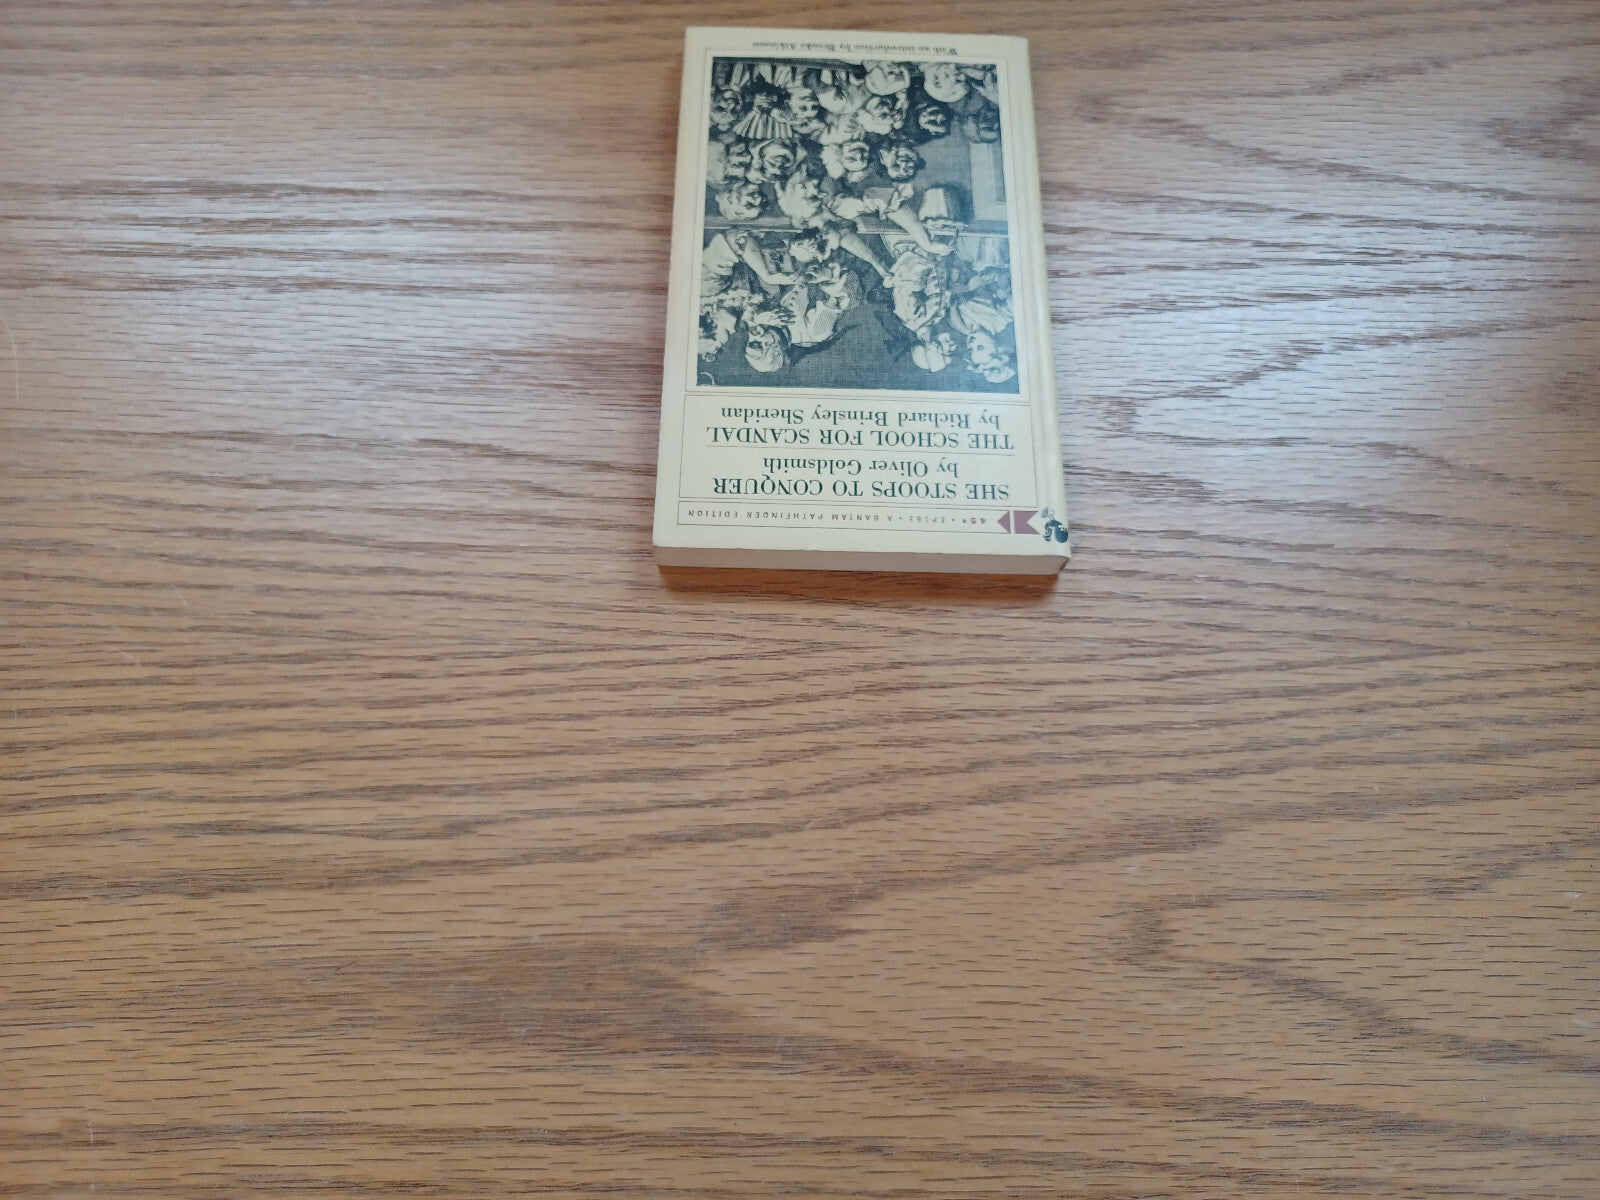 45¢ • EP163 • A BANTAM PATHFINDER EDITION
SHE STOOPS TO CONQUER
by Oliver Goldsmith
THE SCHOOL FOR SCANDAL
by Richard Brinsley Sheridan
With an introduction by Brooks Atkinson